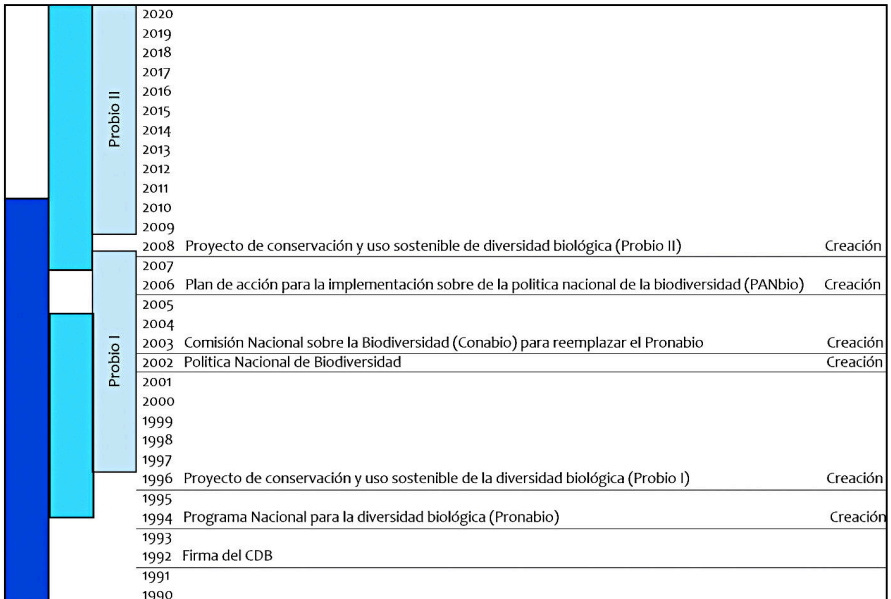 2020
2019
2018
2017
2016
2015
Probio II
2014
2013
2012
2011
2010
2009
2008 Proyecto de conservación y uso sostenible de diversidad biológica (Probio II) Creación
2007
2006 Plan de acción para la implementación sobre de la politica nacional de la biodiversidad (PANbio) Creación
2005
2004
2003 Comisión Nacional sobre la Biodiversidad (Conabio) para reemplazar el Pronabio Creación
Probio I
2002 Politica Nacional de Biodiversidad Creación
2001
2000
1999
1998
1997
1996 Proyecto de conservación y uso sostenible de la diversidad biológica (Probio I) Creación
1995
1994 Programa Nacional para la diversidad biológica (Pronabio) Creación
1993
1992 Firma del CDB
1991
1990